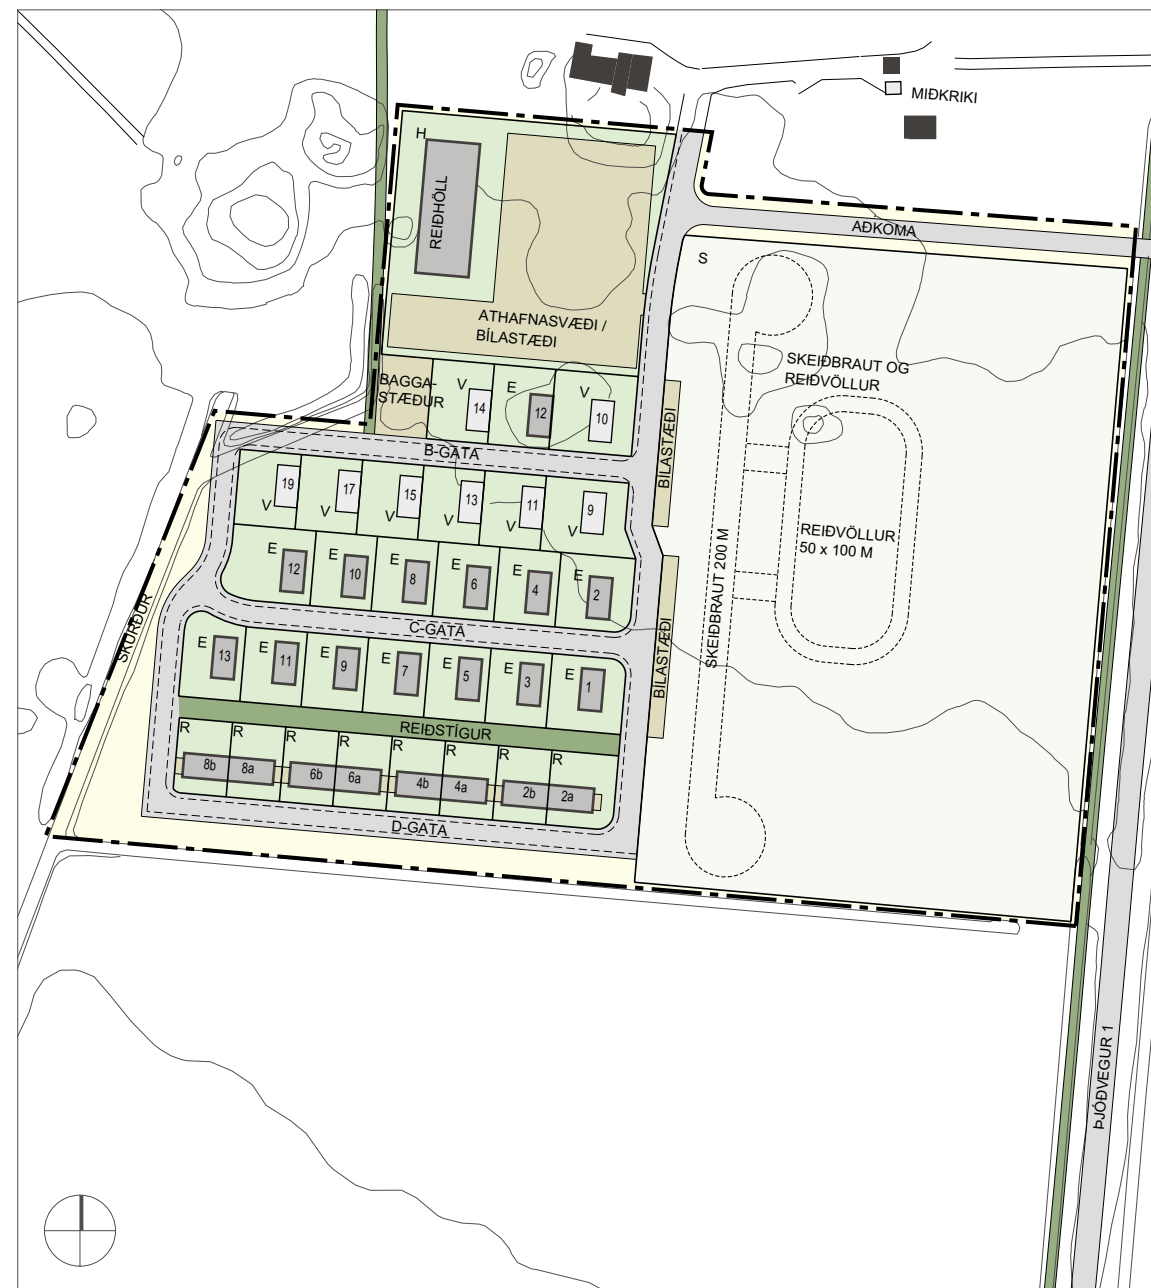 MIÐKRIKI
H
REIÐHÖLL
AÐKOMA
S
ATHAFNASVÆÐI /
BÍLASTÆÐI
SKEIÐBRAUT OG
REIÐVÖLLUR
BAGGA-
STÆÐUR
V
14
E
12
V
10
BÍLASTÆÐI
B-GATA
19
V
17
V
15
V
13
V
11
V
9
V
REIÐVÖLLUR
50 x 100 M
SKEIÐBRAUT 200 M
E
12
E
10
E
8
E
6
E
4
E
2
SKURÐUR
C-GATA
BÍLASTÆÐI
E
13
E
11
E
9
E
7
E
5
E
3
E
1
REIÐSTÍGUR
R
R
R
R
R
R
R
R
8b
8a
6b
6a
4b
4a
2b
2a
D-GATA
ÞJÓÐVEGUR 1